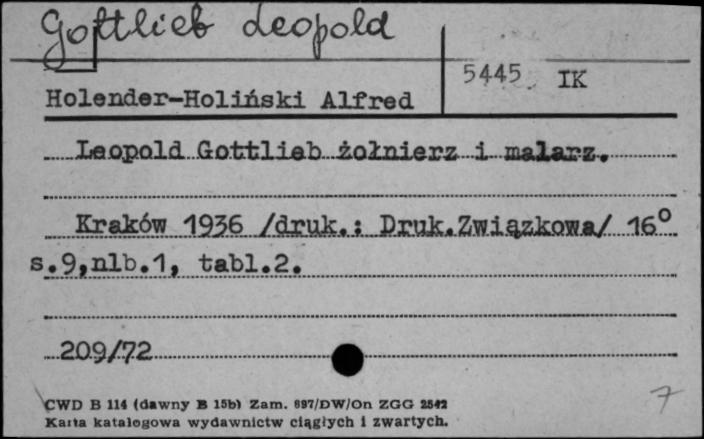 Gottlieb Leopold
5445 IK
Holender-Holiński Alfred
Leopold Gottlieb żołnierz i malarz.
Kraków 1936 /druk.: Druk.Związkowa/ 16°
s.9,nlb.1, tabl.2.
209/72
7
CWD B 114 (dawny B 15b) Zam. 697/DW/On ZGG 2542
Karta katalogowa wydawnictw ciągłych i zwartych.